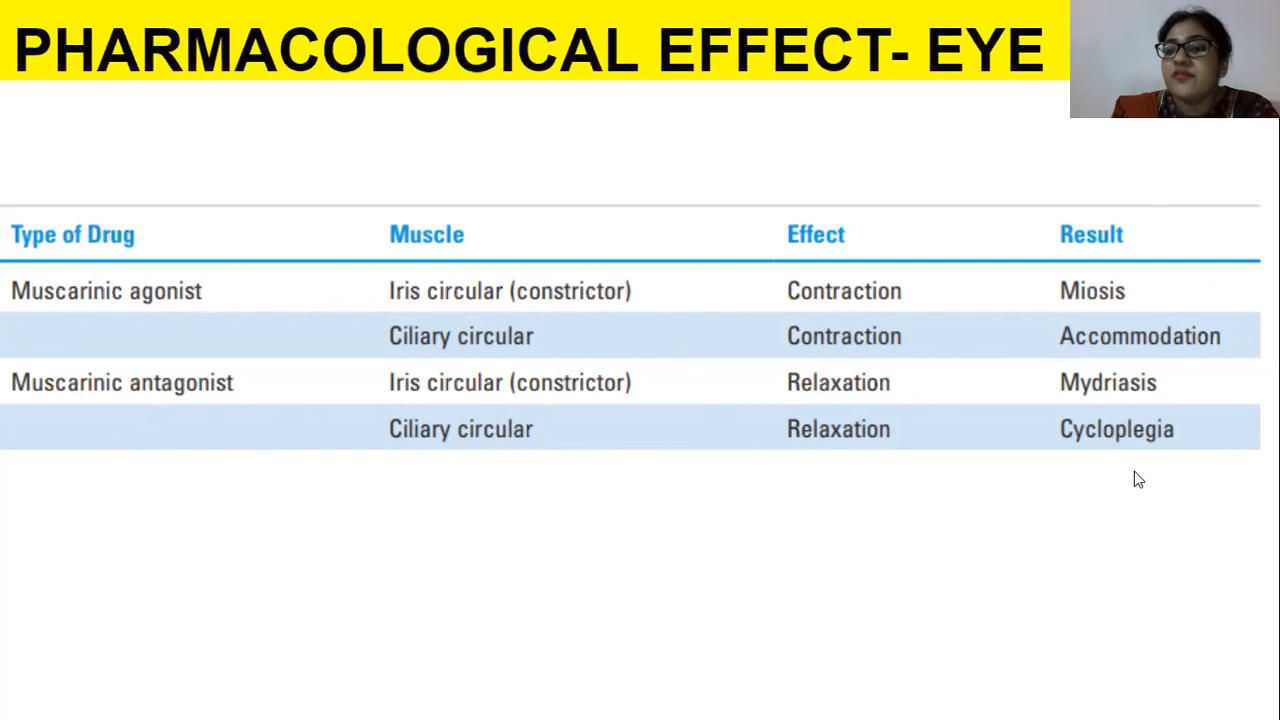 PHARMACOLOGICAL EFFECT- EYE
Type of Drug Muscle Effect Result
Muscarinic agonist Iris circular (constrictor) Contraction Miosis
Ciliary circular Contraction Accommodation
Muscarinic antagonist Iris circular (constrictor) Relaxation Mydriasis
Ciliary circular Relaxation Cycloplegia